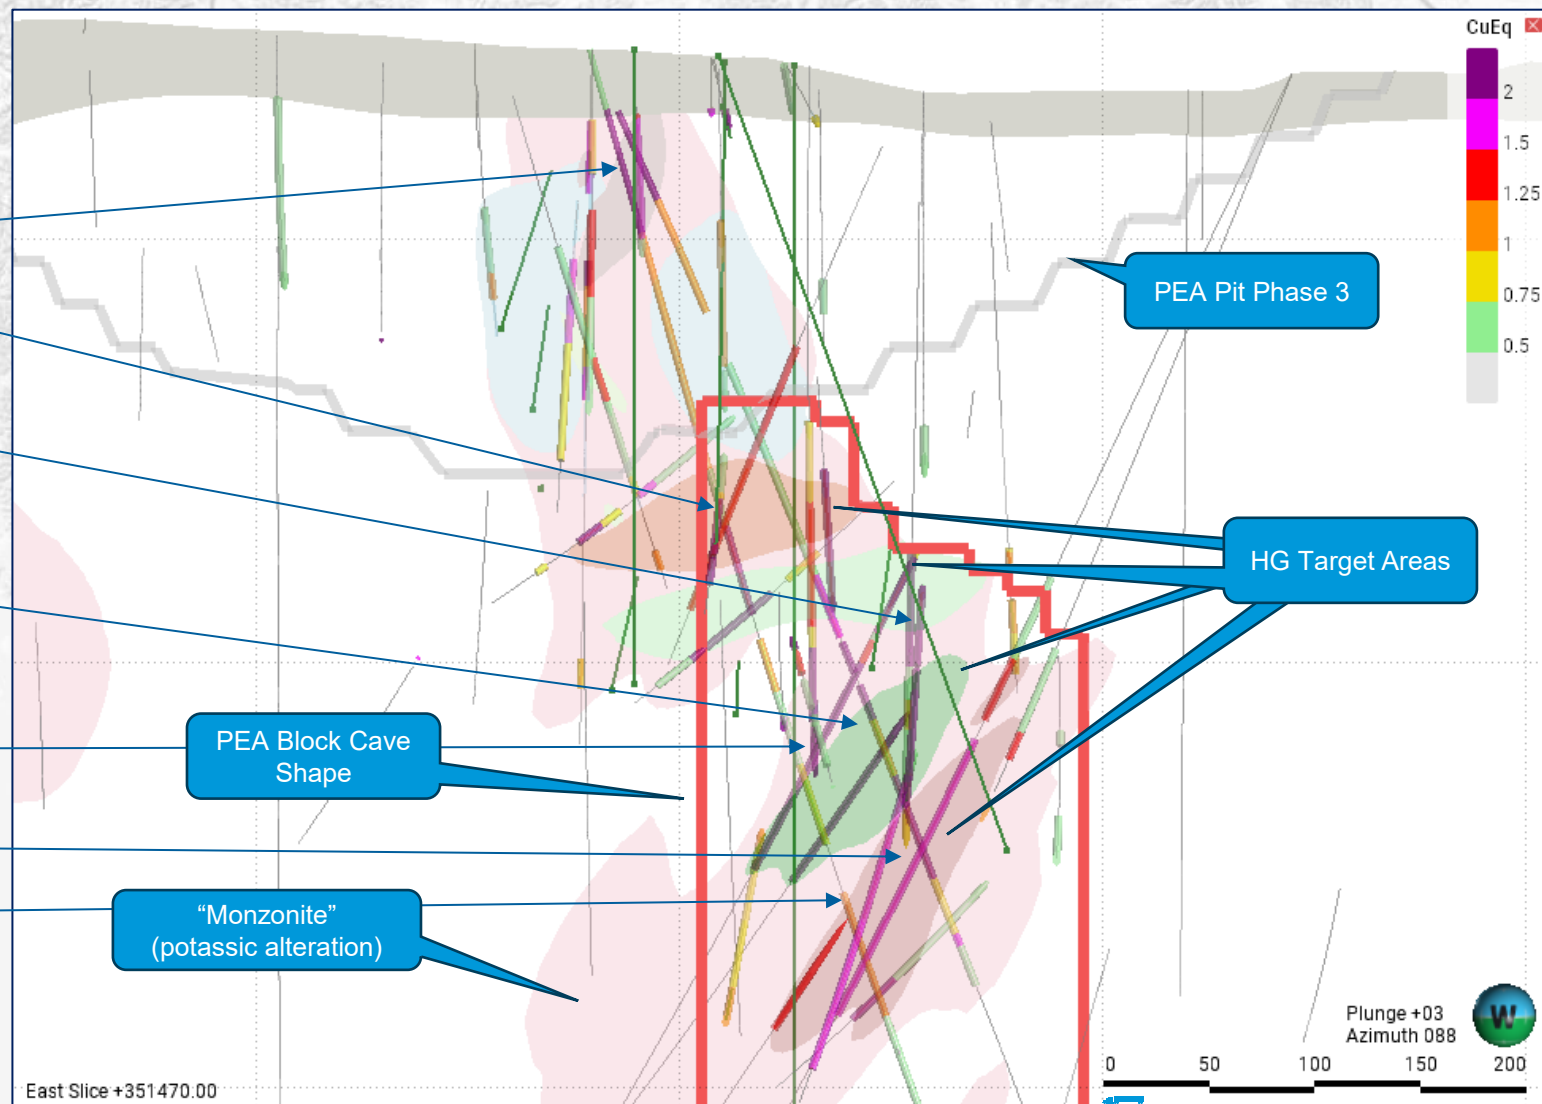 CuEq
2
1.5
1.25
1
0.75
0.5
PEA Pit Phase 3
HG Target Areas
PEA Block Cave
Shape
“Monzonite”
(potassic alteration)
Plunge +03
Azimuth 088
W
0 50 100 150 200
East Slice +351470.00